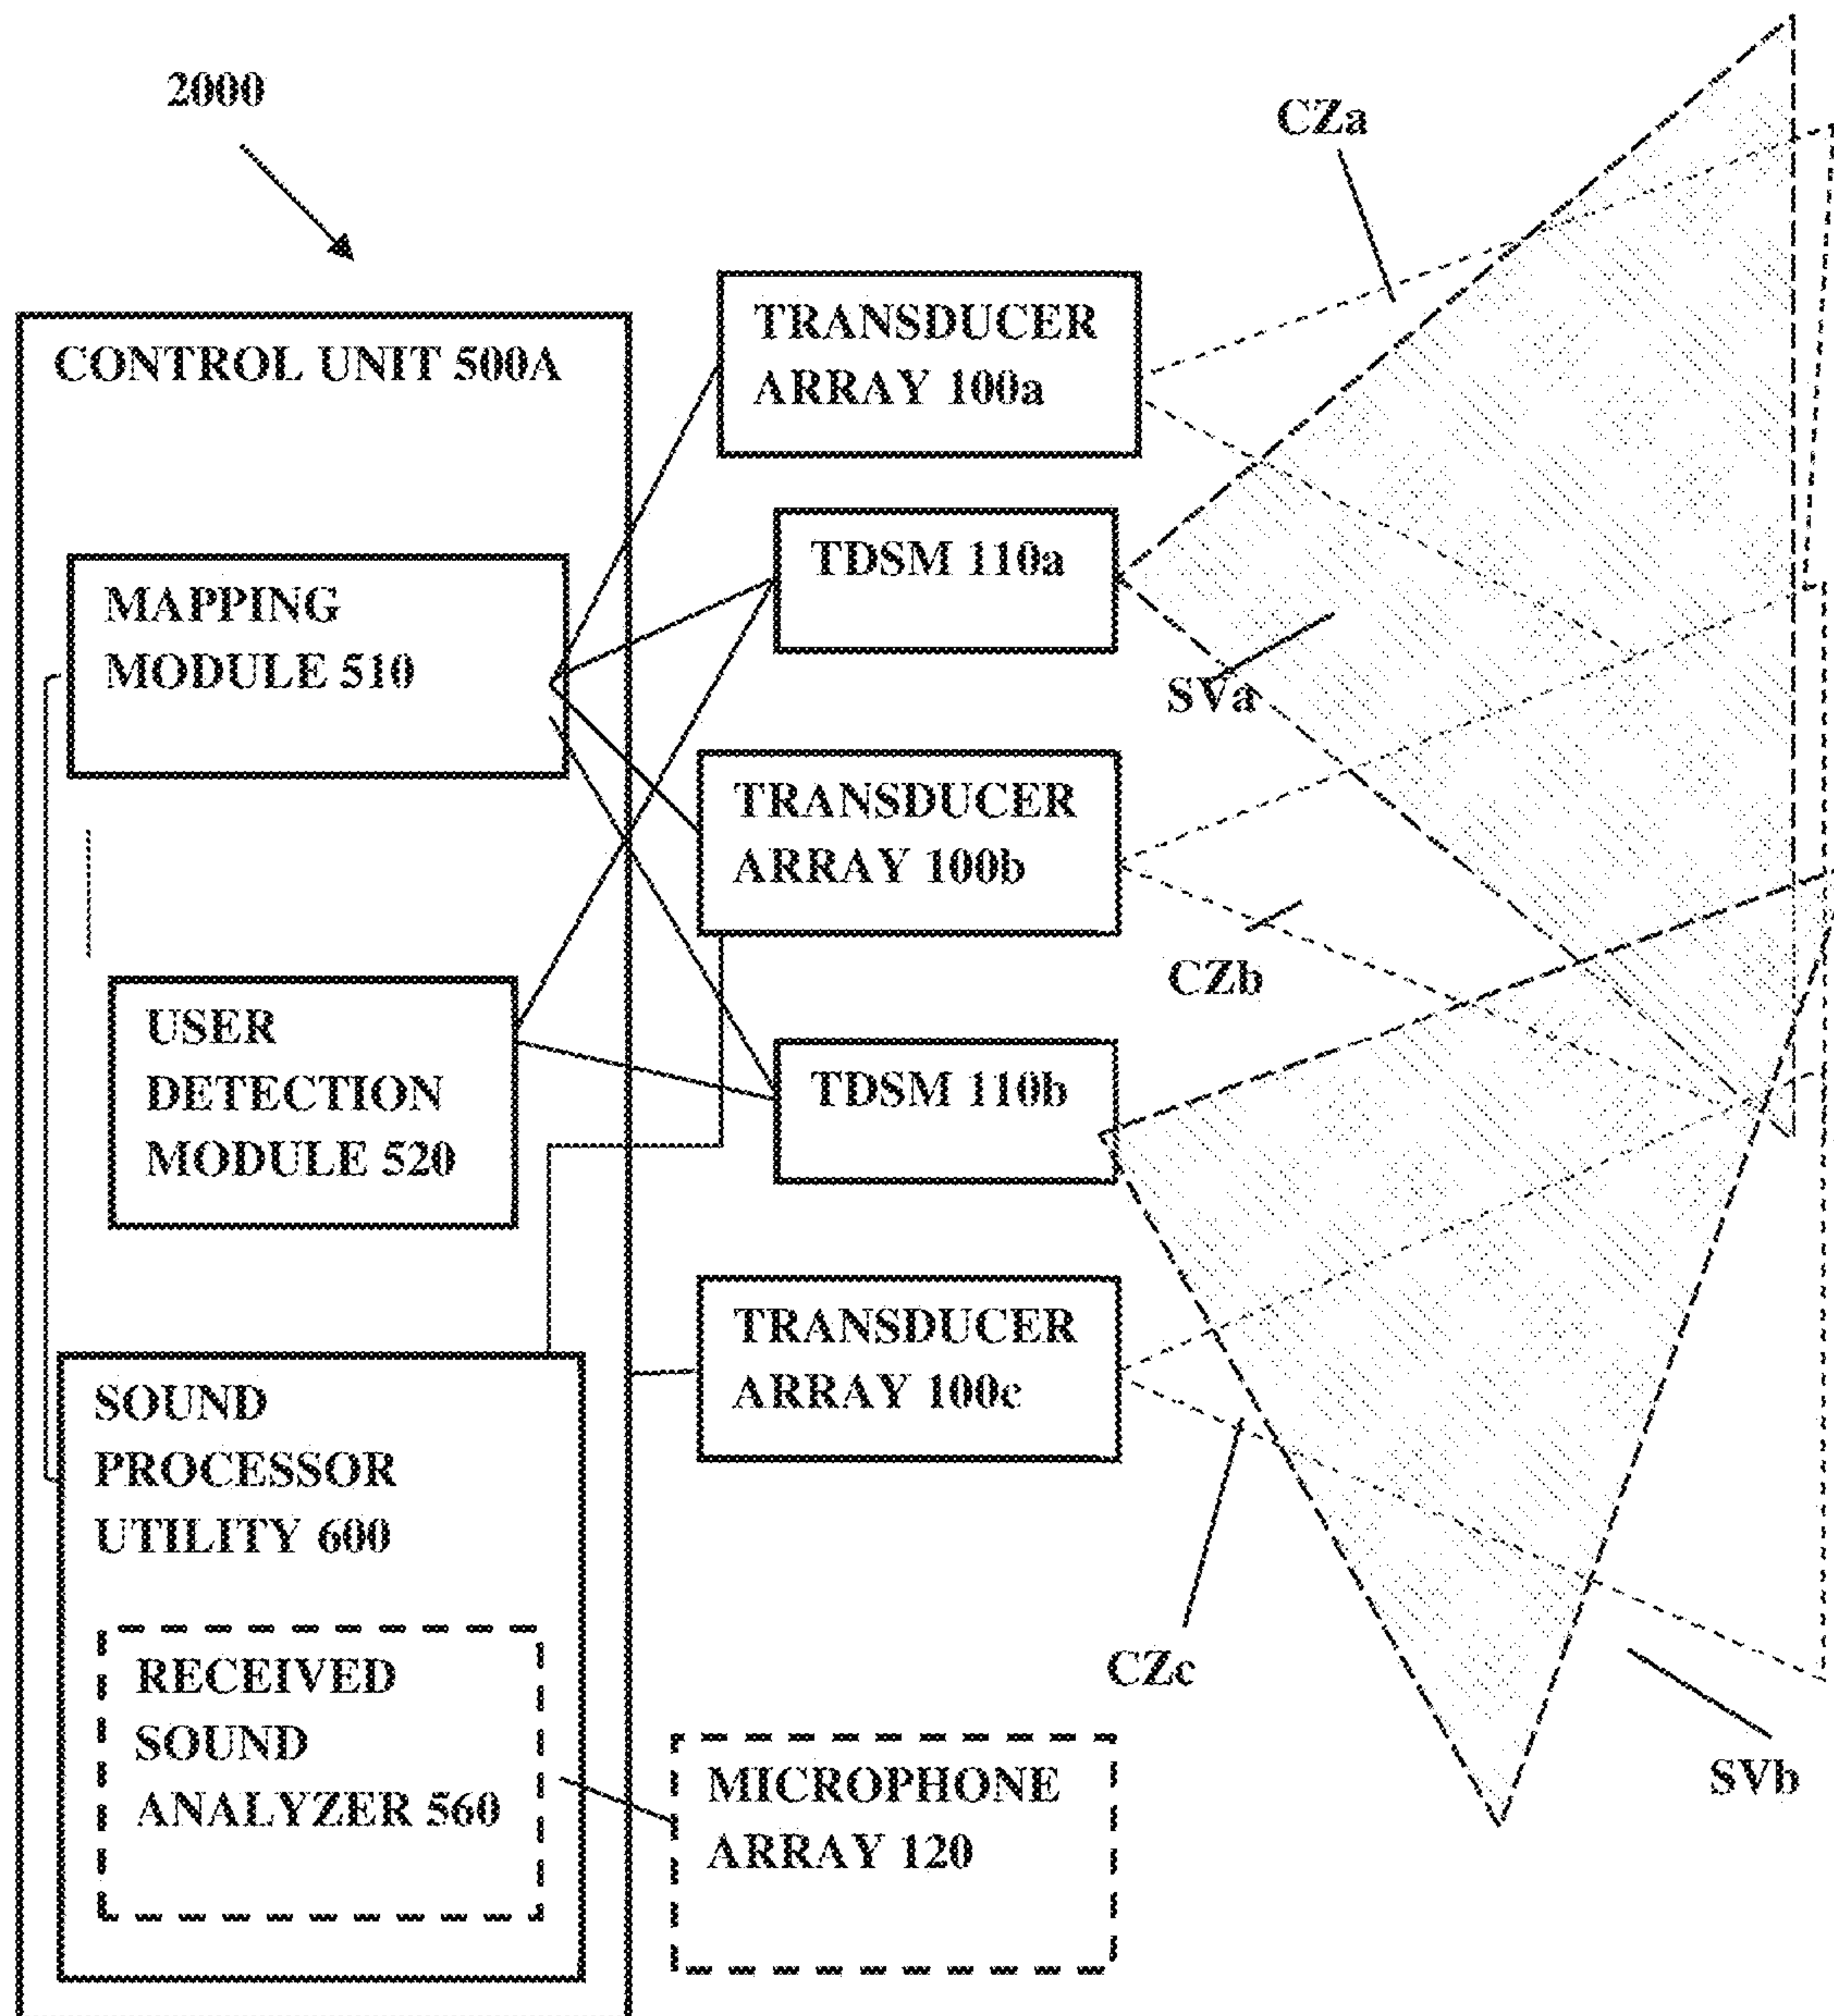 2000
CZa
CONTROL UNIT 500A
TRANSDUCER
ARRAY 100a
MAPPING
MODULE 510
TDSM 110a
SVa
TRANSDUCER
ARRAY 100b
CZb
USER
DETECTION
MODULE 520
TDSM 110b
TRANSDUCER
ARRAY 100c
SOUND
PROCESSOR
UTILITY 600
CZc
RECEIVED
SOUND
ANALYZER 560
MICROPHONE
ARRAY 120
SVb